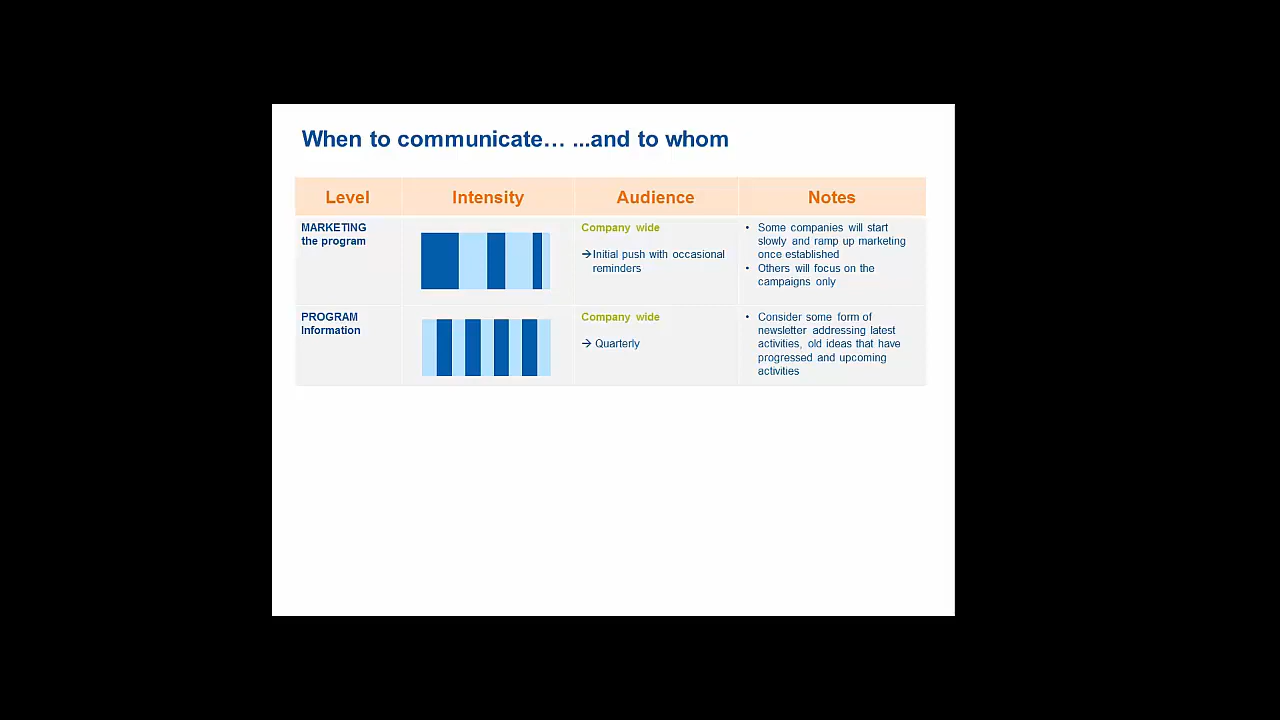 When to communicate… ...and to whom
Level Intensity Audience Notes
MARKETING
the program
Company wide
→Initial push with occasional
reminders
• Some companies will start
slowly and ramp up marketing
once established
• Others will focus on the
campaigns only
PROGRAM
Information
Company wide
→ Quarterly
• Consider some form of
newsletter addressing latest
activities, old ideas that have
progressed and upcoming
activities